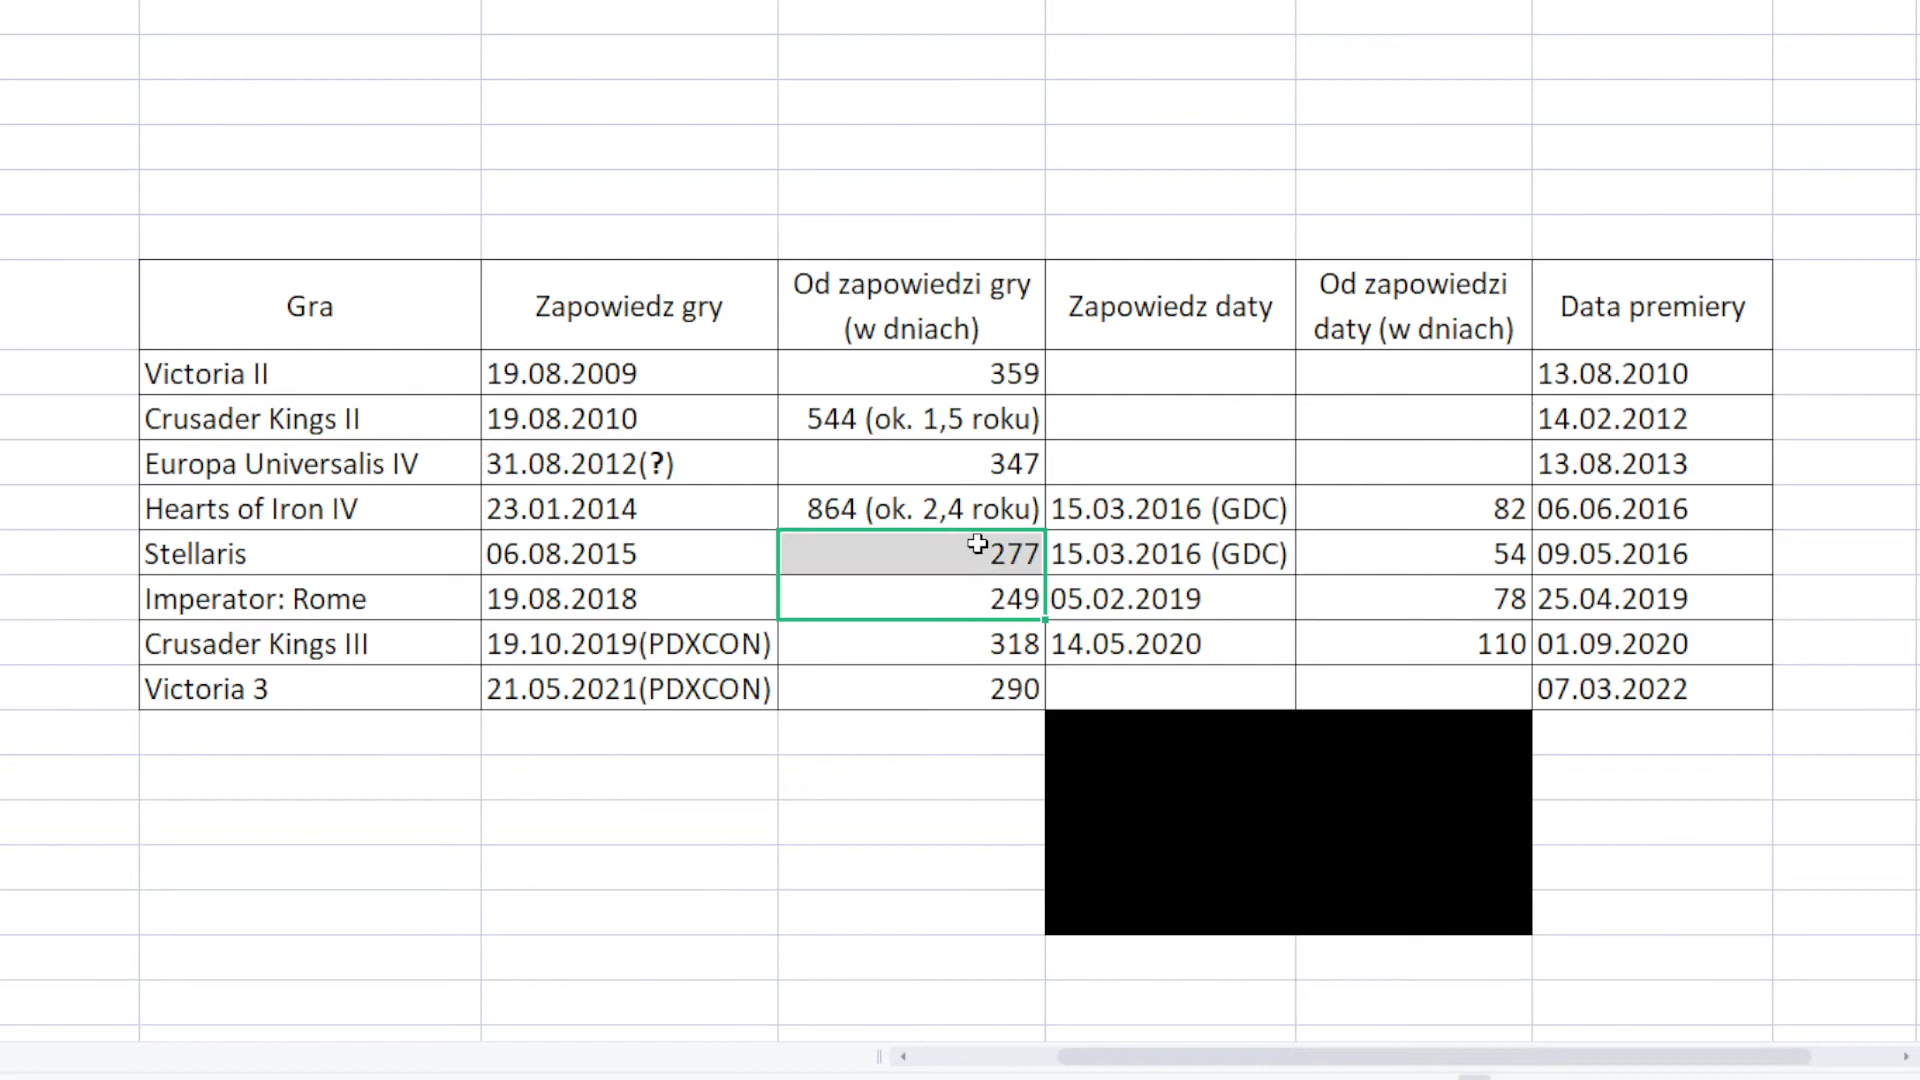 Gra Zapowiedz gry Od zapowiedzi gry (w dniach) Zapowiedz daty Od zapowiedzi daty (w dniach) Data premiery
Victoria II 19.08.2009 359 13.08.2010
Crusader Kings II 19.08.2010 544 (ok. 1,5 roku) 14.02.2012
Europa Universalis IV 31.08.2012(?) 347 13.08.2013
Hearts of Iron IV 23.01.2014 864 (ok. 2,4 roku) 15.03.2016 (GDC) 82 06.06.2016
Stellaris 06.08.2015 277 15.03.2016 (GDC) 54 09.05.2016
Imperator: Rome 19.08.2018 249 05.02.2019 78 25.04.2019
Crusader Kings III 19.10.2019(PDXCON) 318 14.05.2020 110 01.09.2020
Victoria 3 21.05.2021(PDXCON) 290 07.03.2022